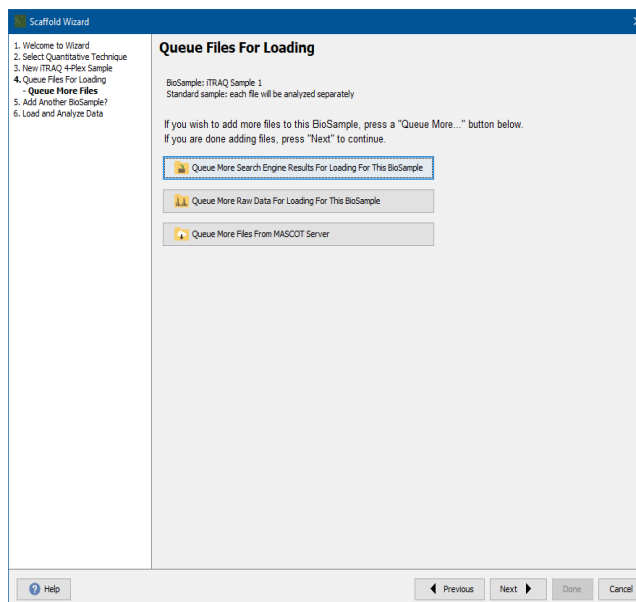 Scaffold Wizard
1. Welcome to Wizard
2. Select Quantitative Technique
3. New iTRAQ 4-Plex Sample
4. Queue Files For Loading
- Queue More Files
5. Add Another BioSample?
6. Load and Analyze Data
Queue Files For Loading
BioSample: iTRAQ Sample 1
Standard sample: each file will be analyzed separately
If you wish to add more files to this BioSample, press a "Queue More..." button below.
If you are done adding files, press "Next" to continue.
Queue More Search Engine Results For Loading For This BioSample
Queue More Raw Data For Loading For This BioSample
Queue More Files From MASCOT Server
Help
Previous
Next
Done
Cancel